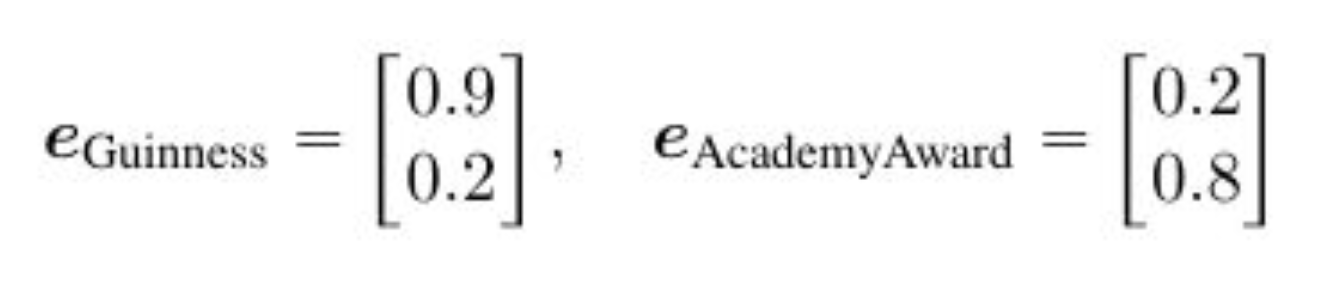 e_Guinness = [0.9 0.2], e_AcademyAward = [0.2 0.8]